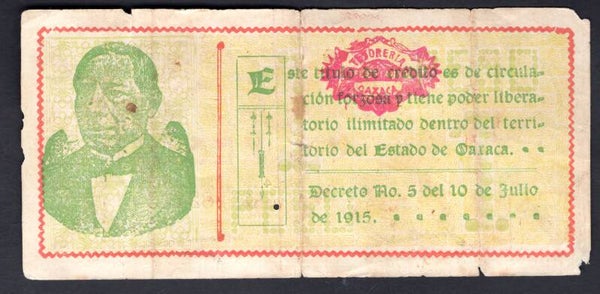 TESORERIA
OAXACA
Este titulo de crédito es de circula-
ción forzosa y tiene poder libera-
torio ilimitado dentro del terri-
torio del Estado de Oaxaca.
Decreto No. 5 del 10 de Julio
de 1915.